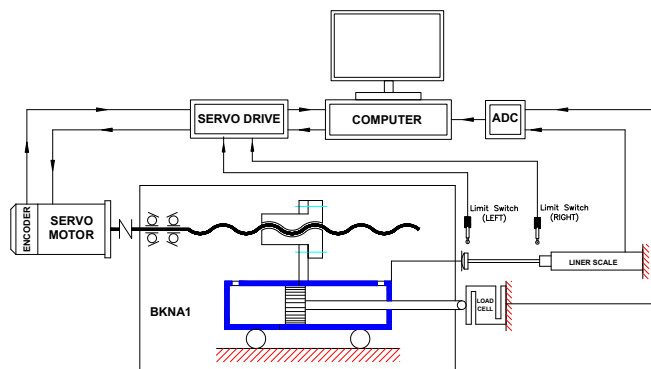 SERVO DRIVE
COMPUTER
ADC
ENCODER
SERVO
MOTOR
Limit Switch
(LEFT)
Limit Switch
(RIGHT)
LINER SCALE
BKNA1
LOAD
CELL